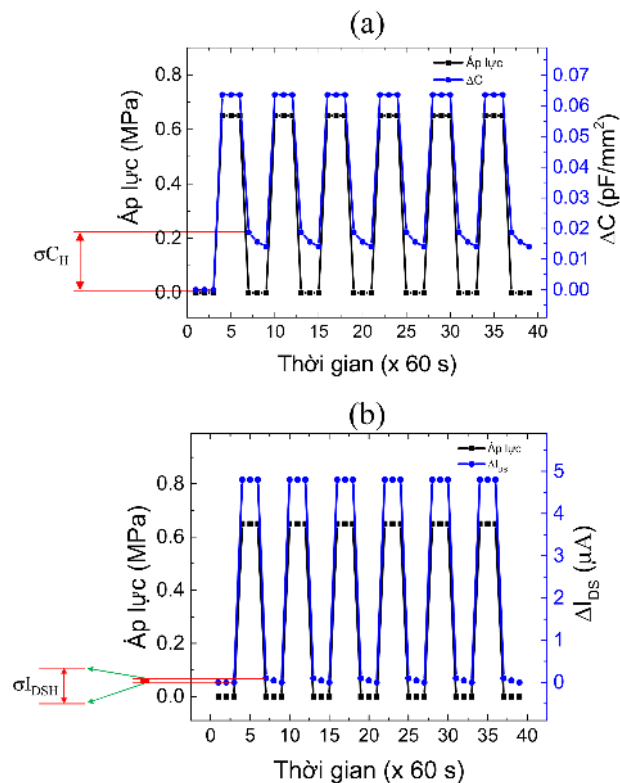 (a)
Áp lực
ΔC
0.8
0.6
0.4
0.2
0.0
Áp lực (MPa)
0.07
0.06
0.05
0.04
0.03
0.02
0.01
0.00
ΔC (pF/mm²)
σC_H
0 5 10 15 20 25 30 35 40
Thời gian (x 60 s)
(b)
Áp lực
ΔI_DS
0.8
0.6
0.4
0.2
0.0
Áp lực (MPa)
5
4
3
2
1
0
ΔI_DS (μA)
σI_DSH
0 5 10 15 20 25 30 35 40
Thời gian (x 60 s)